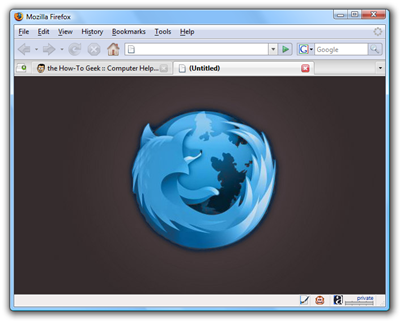 Mozilla Firefox
File Edit View History Bookmarks Tools Help
Google
the How-To Geek :: Computer Help... (Untitled)
private